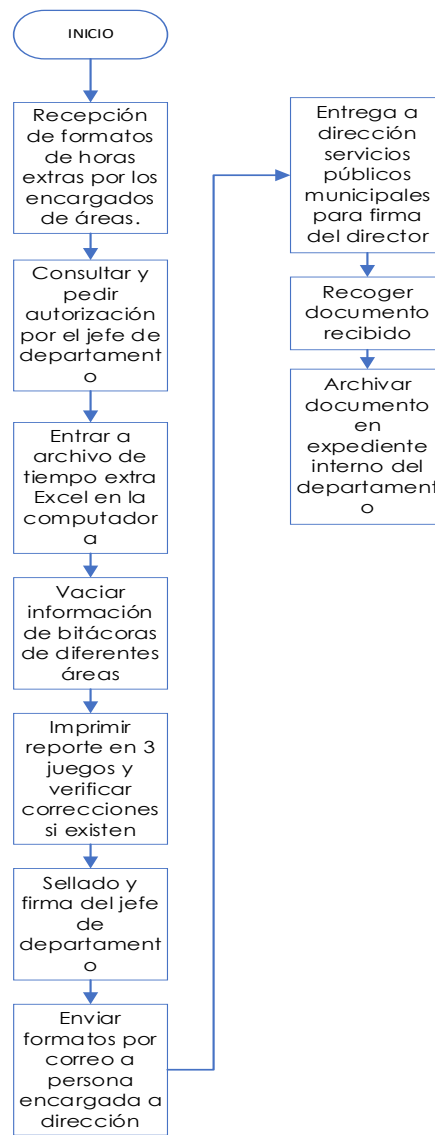 INICIO
Recepción
de formatos
de horas
extras por los
encargados
de áreas.
Consultar y
pedir
autorización
por el jefe de
departament
o
Entrar a
archivo de
tiempo extra
Excel en la
computador
a
Vaciar
información
de bitácoras
de diferentes
áreas
Imprimir
reporte en 3
juegos y
verificar
correcciones
si existen
Sellado y
firma del jefe
de
departament
o
Enviar
formatos por
correo a
persona
encargada a
dirección
Entrega a
dirección
servicios
públicos
municipales
para firma
del director
Recoger
documento
recibido
Archivar
documento
en
expediente
interno del
departament
o